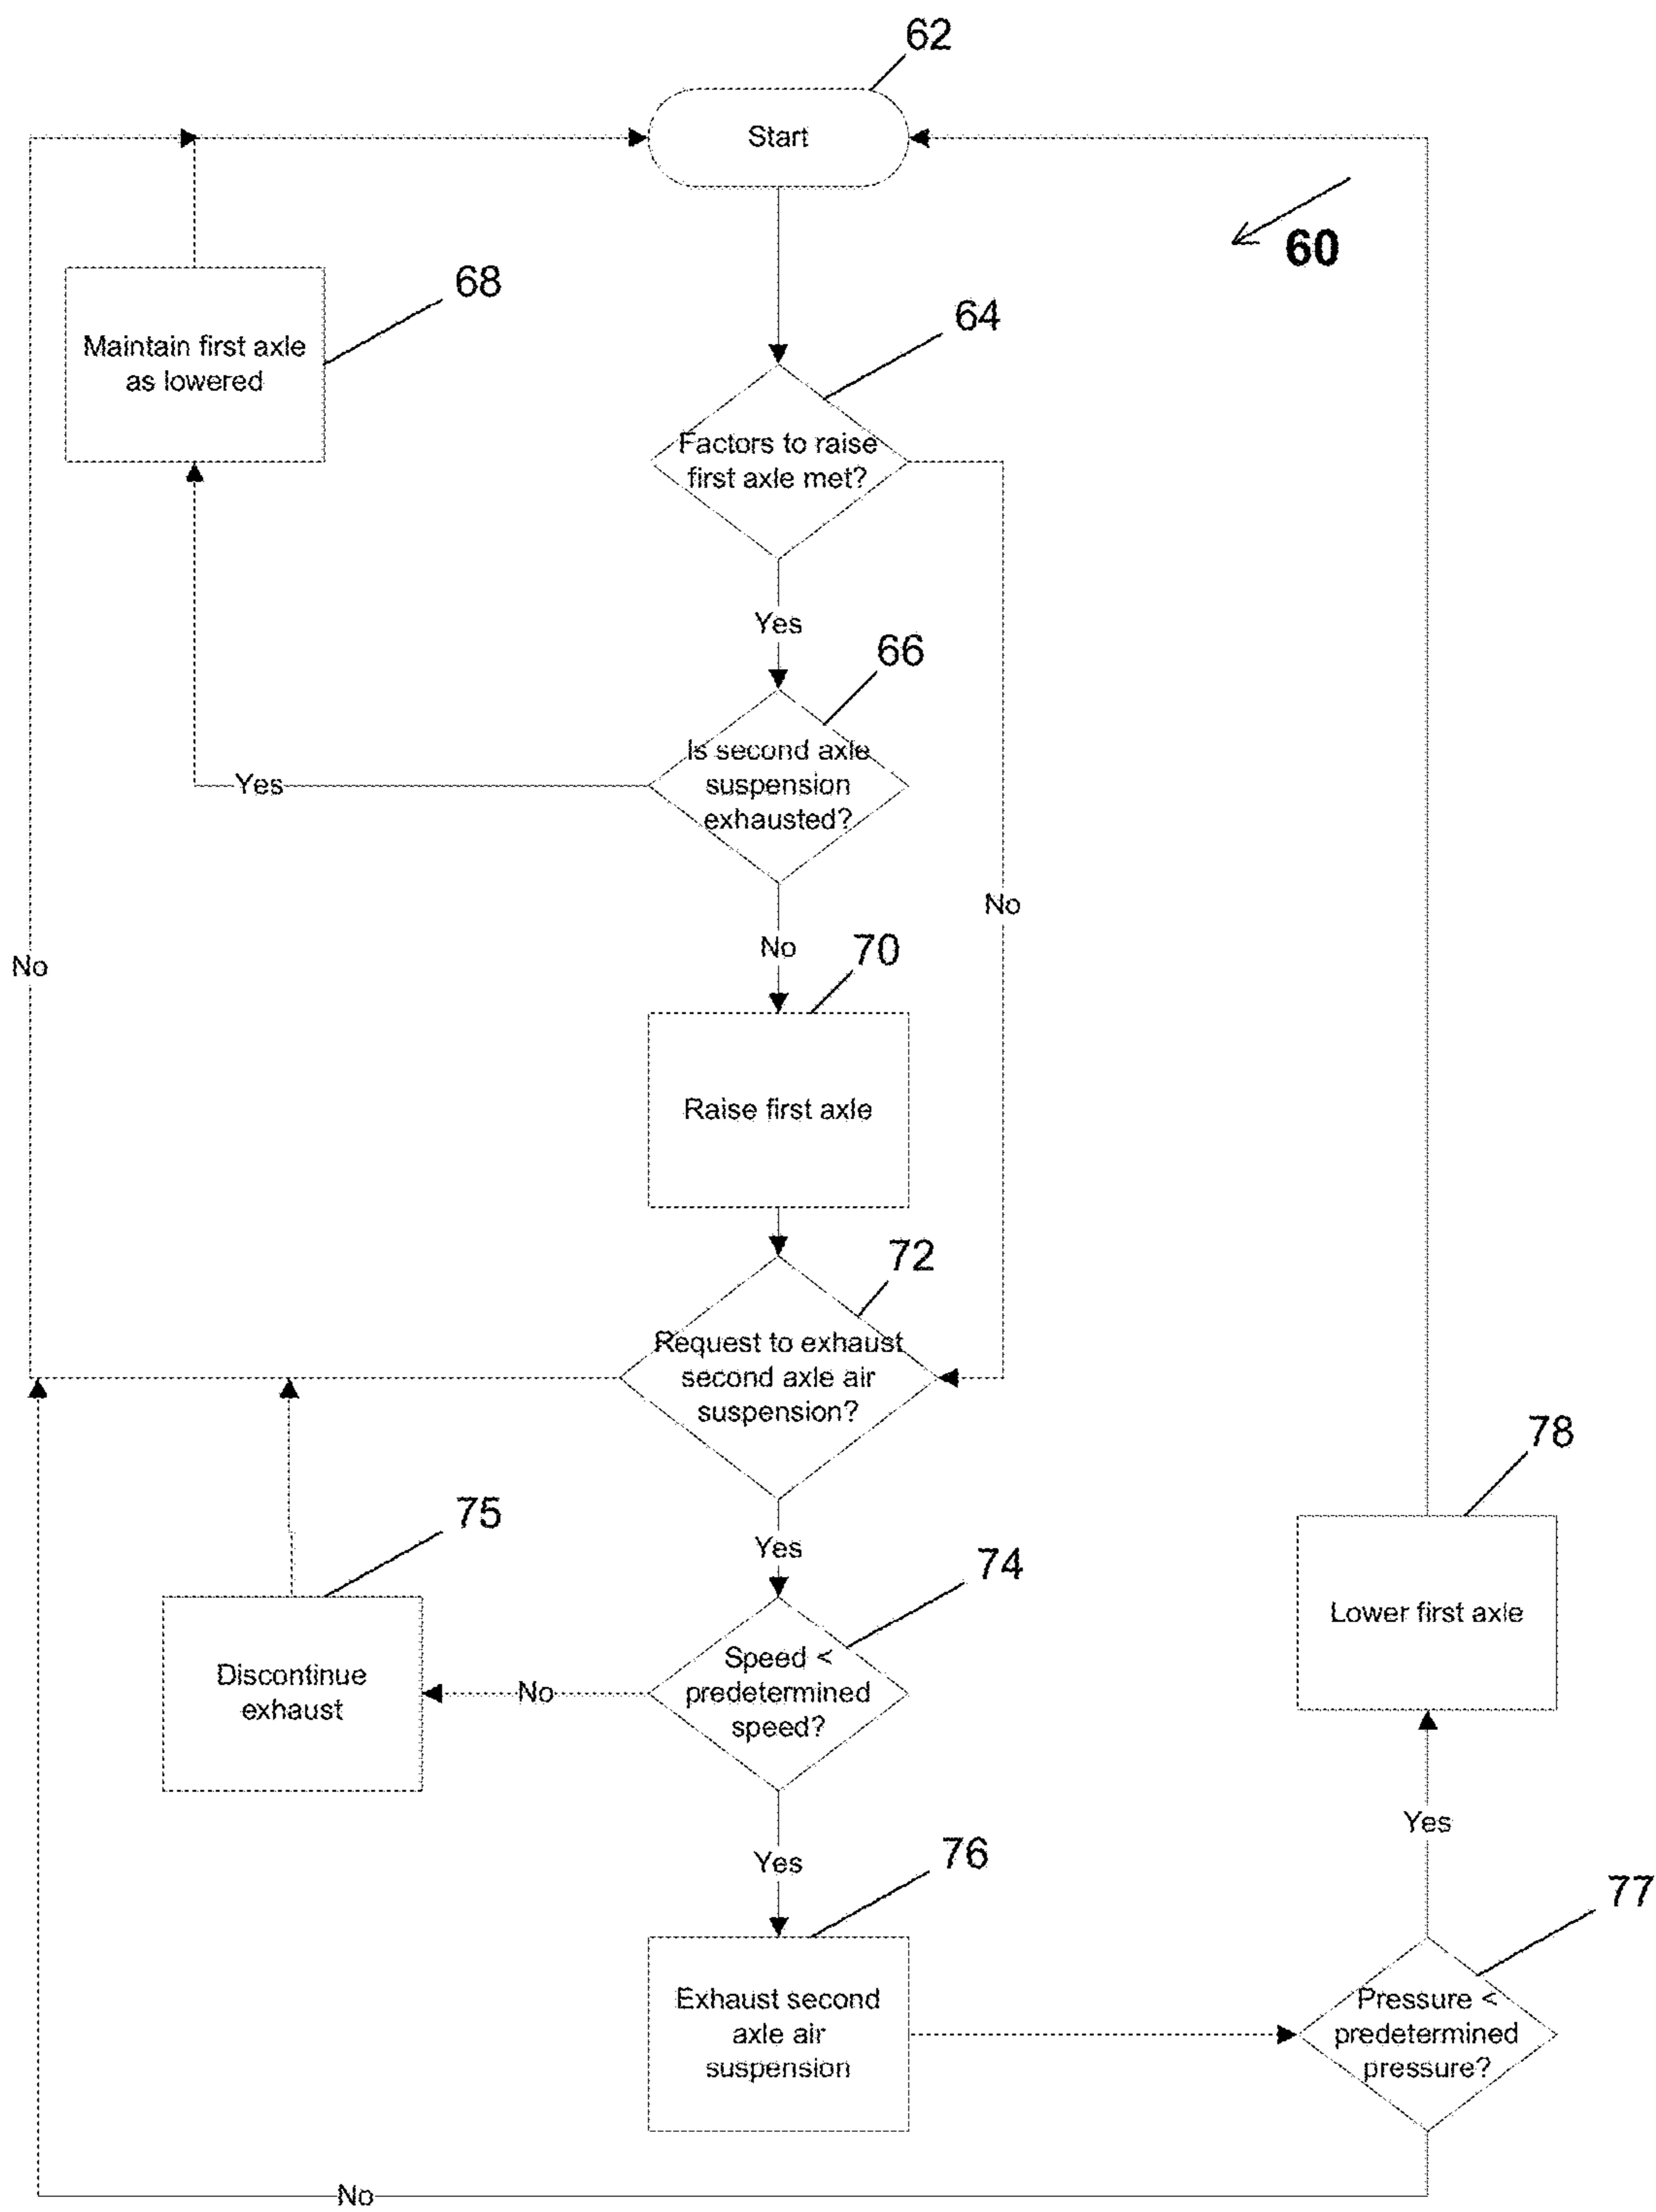 62
Start
60
68
Maintain first axle
as lowered
64
Factors to raise
first axle met?
Yes
66
Is second axle
suspension
exhausted?
Yes
No
No
No
70
Raise first axle
72
Request to exhaust
second axle air
suspension?
78
75
Yes
74
Lower first axle
Discontinue
exhaust
No
Speed <
predetermined
speed?
Yes
Yes
76
77
Exhaust second
axle air
suspension
Pressure <
predetermined
pressure?
No